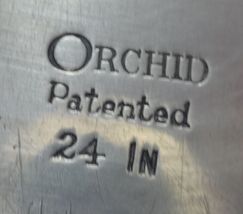 ORCHID
Patented
24 IN